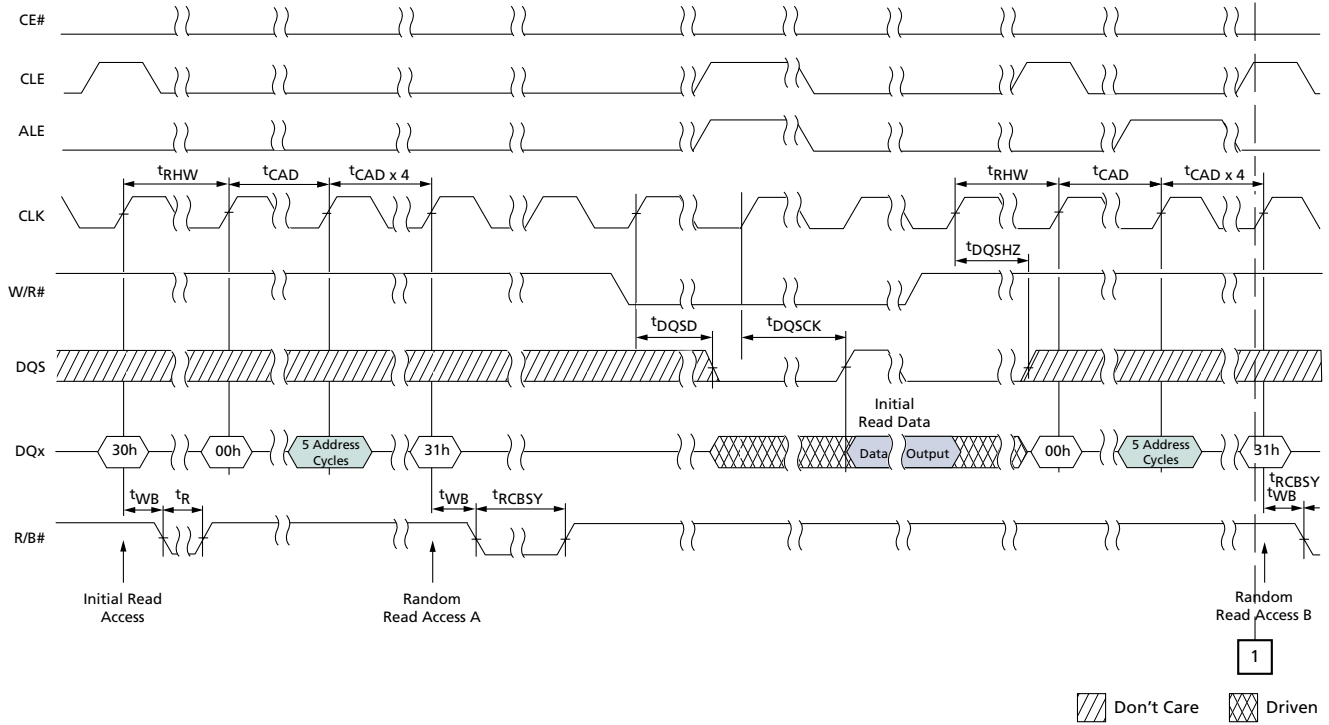 CE#
CLE
ALE
tRHW tCAD tCAD x 4 tRHW tCAD tCAD x 4
CLK
tDQSHZ
W/R#
tDQSD tDQSCK
DQS
Initial
Read Data
DQx 30h 00h 5 Address Cycles 31h Data Output 00h 5 Address Cycles 31h
tWB tR tWB tRCBSY tRCBSY
tWB
R/B#
Initial Read
Access
Random
Read Access A
Random
Read Access B
1
Don't Care Driven